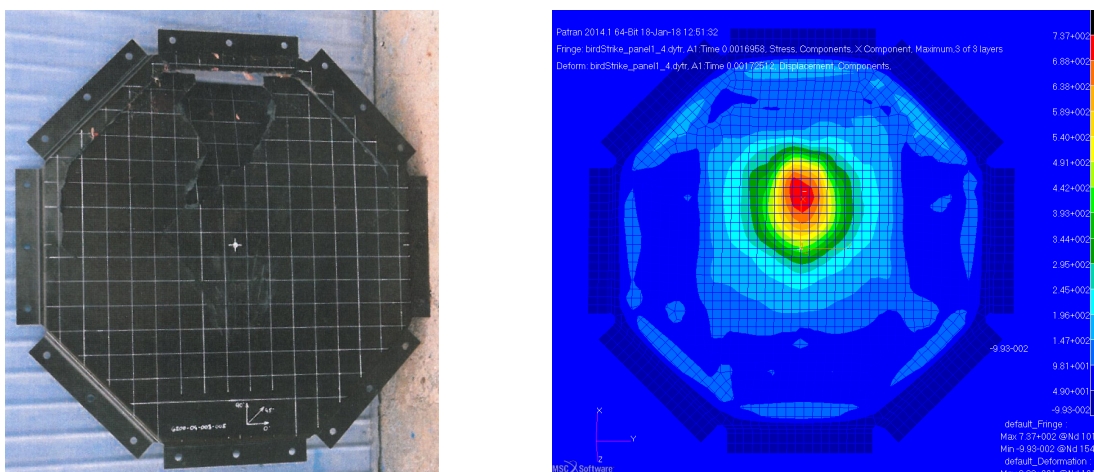 90°
45°
0°
Patran 2014.1 64-Bit 18-Jan-18 12:51:32
Fringe: birdStrike_panel1_4.dytr, A1:Time 0.0016958, Stress, Components, X Component, Maximum,3 of 3 layers
Deform: birdStrike_panel1_4.dytr, A1:Time 0.0017251
Displacement, Components,
7.37+002
6.88+002
6.38+002
5.89+002
5.40+002
4.91+002
4.42+002
3.93+002
3.44+002
2.95+002
2.45+002
1.96+002
1.47+002
9.81+001
4.90+001
-9.93-002
-9.93-002
X
Y
Z
MSC Software
default_Fringe :
Max 7.37+002 @Nd 101
Min -9.93-002 @Nd 154
default_Deformation :